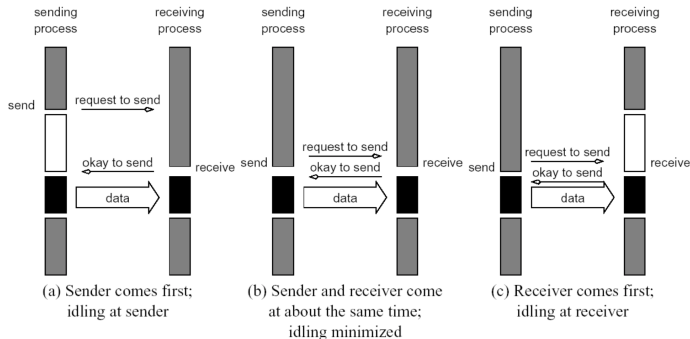 sending
process
receiving
process
send
request to send
okay to send
receive
data
(a) Sender comes first;
idling at sender
sending
process
receiving
process
request to send
send
okay to send
receive
data
(b) Sender and receiver come
at about the same time;
idling minimized
sending
process
receiving
process
request to send
send
okay to send
receive
data
(c) Receiver comes first;
idling at receiver